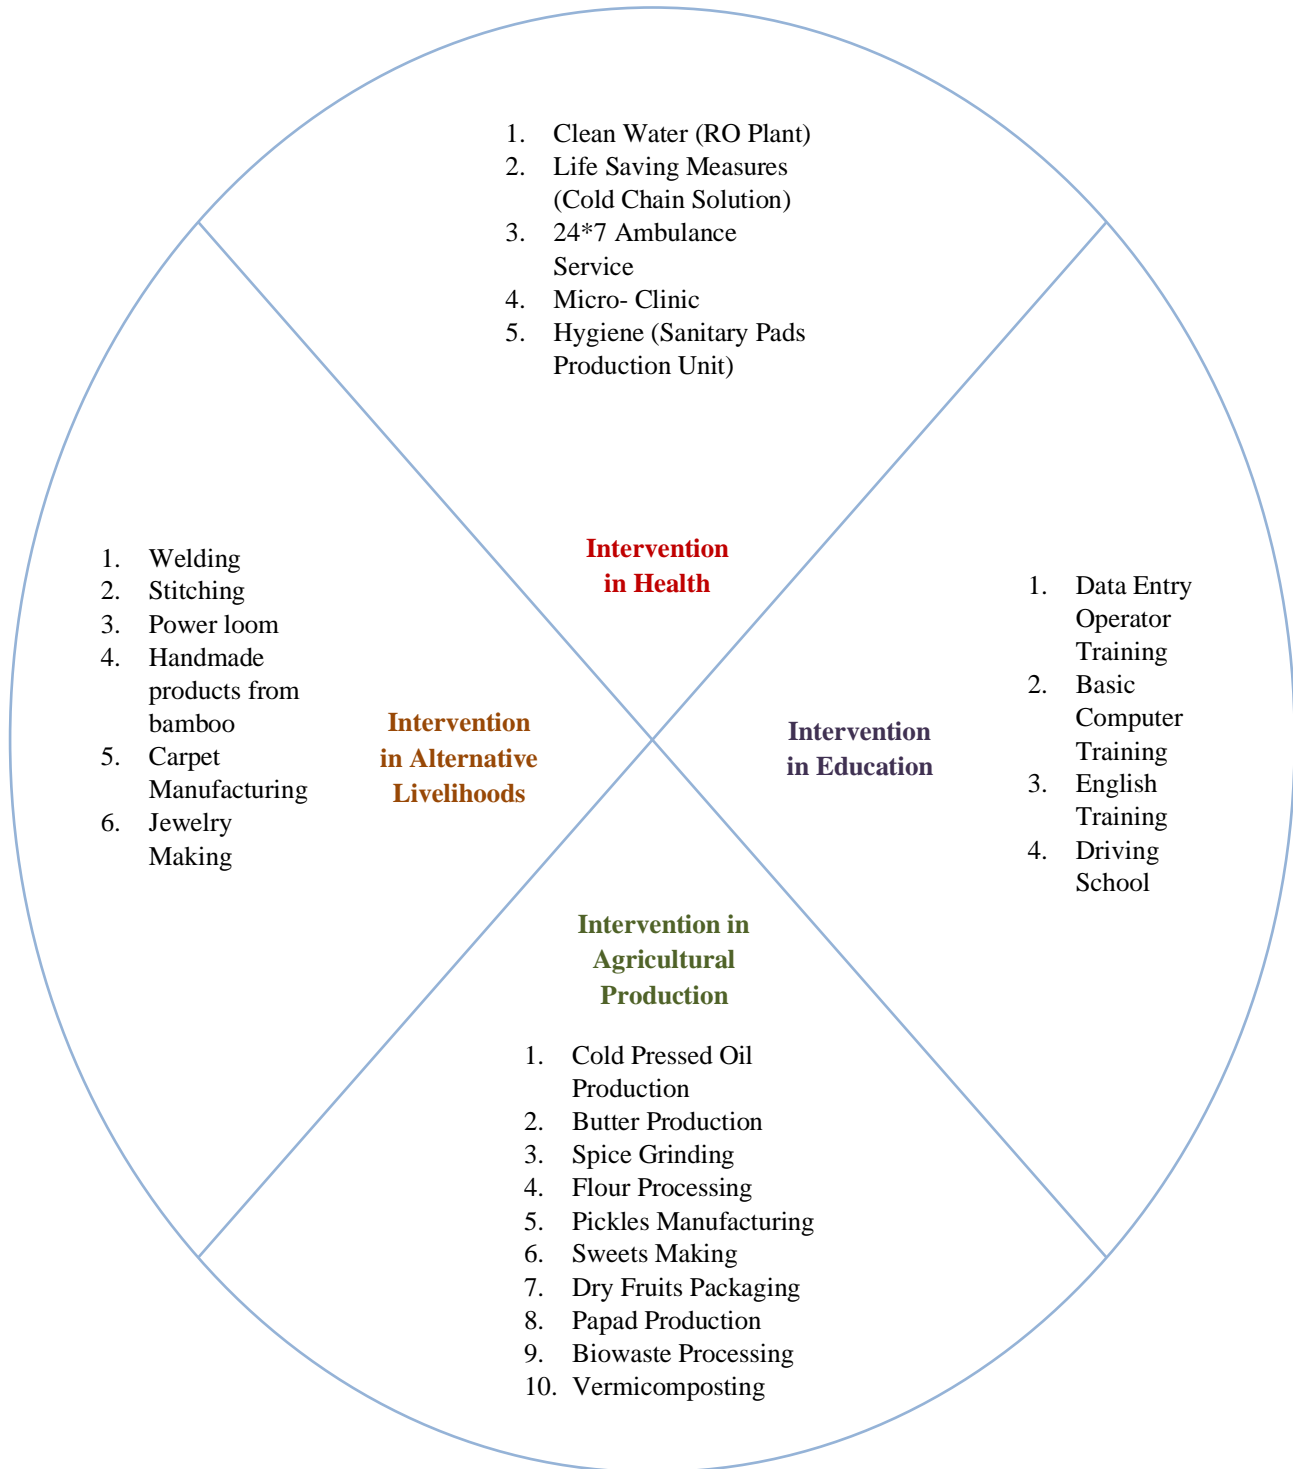 1. Clean Water (RO Plant)
2. Life Saving Measures
(Cold Chain Solution)
3. 24*7 Ambulance
Service
4. Micro- Clinic
5. Hygiene (Sanitary Pads
Production Unit)
Intervention
in Health
1. Welding
2. Stitching
3. Power loom
4. Handmade
products from
bamboo
5. Carpet
Manufacturing
6. Jewelry
Making
Intervention
in Alternative
Livelihoods
Intervention
in Education
1. Data Entry
Operator
Training
2. Basic
Computer
Training
3. English
Training
4. Driving
School
Intervention in
Agricultural
Production
1. Cold Pressed Oil
Production
2. Butter Production
3. Spice Grinding
4. Flour Processing
5. Pickles Manufacturing
6. Sweets Making
7. Dry Fruits Packaging
8. Papad Production
9. Biowaste Processing
10. Vermicomposting